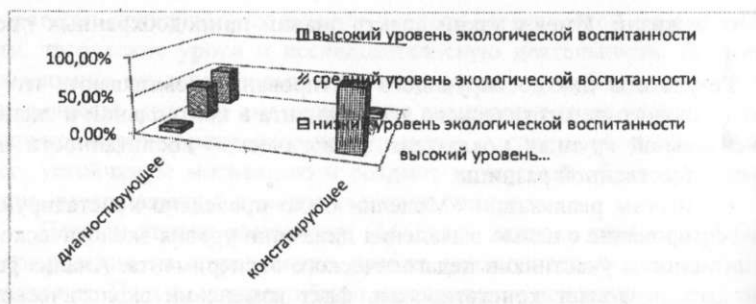 высокий уровень экологической воспитанности
100,00%
средний уровень экологической воспитанности
50,00%
0,00%
низкий уровень экологической воспитанности
высокий уровень...
диагностирующее
констатирующее